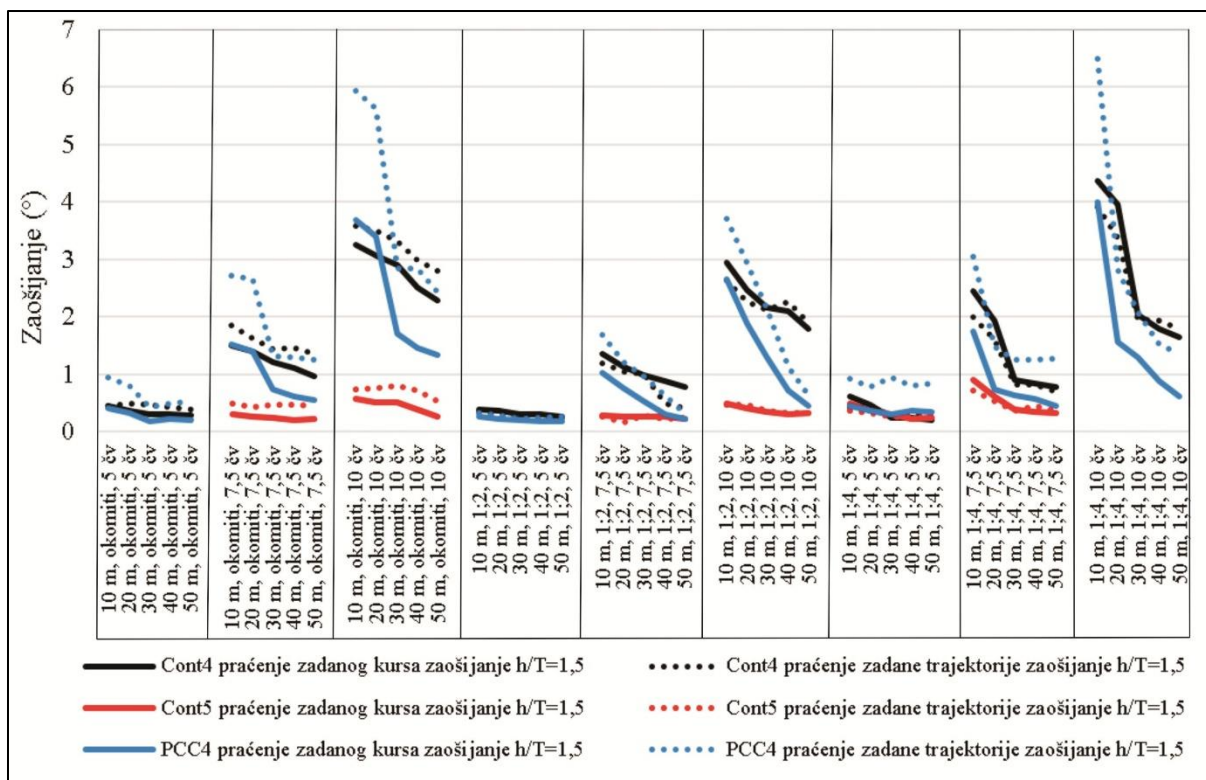 7
6
5
4
3
2
1
0
Zaošijanje (°)
10 m, okomiti, 5 čv
20 m, okomiti, 5 čv
30 m, okomiti, 5 čv
40 m, okomiti, 5 čv
50 m, okomiti, 5 čv
10 m, okomiti, 7,5 čv
20 m, okomiti, 7,5 čv
30 m, okomiti, 7,5 čv
40 m, okomiti, 7,5 čv
50 m, okomiti, 7,5 čv
10 m, okomiti, 10 čv
20 m, okomiti, 10 čv
30 m, okomiti, 10 čv
40 m, okomiti, 10 čv
50 m, okomiti, 10 čv
10 m, 1:2, 5 čv
20 m, 1:2, 5 čv
30 m, 1:2, 5 čv
40 m, 1:2, 5 čv
50 m, 1:2, 5 čv
10 m, 1:2, 7,5 čv
20 m, 1:2, 7,5 čv
30 m, 1:2, 7,5 čv
40 m, 1:2, 7,5 čv
50 m, 1:2, 7,5 čv
10 m, 1:2, 10 čv
20 m, 1:2, 10 čv
30 m, 1:2, 10 čv
40 m, 1:2, 10 čv
50 m, 1:2, 10 čv
10 m, 1:4, 5 čv
20 m, 1:4, 5 čv
30 m, 1:4, 5 čv
40 m, 1:4, 5 čv
50 m, 1:4, 5 čv
10 m, 1:4, 7,5 čv
20 m, 1:4, 7,5 čv
30 m, 1:4, 7,5 čv
40 m, 1:4, 7,5 čv
50 m, 1:4, 7,5 čv
10 m, 1:4, 10 čv
20 m, 1:4, 10 čv
30 m, 1:4, 10 čv
40 m, 1:4, 10 čv
50 m, 1:4, 10 čv
Cont4 praćenje zadanog kursa zaošijanje h/T=1,5
Cont4 praćenje zadane trajektorije zaošijanje h/T=1,5
Cont5 praćenje zadanog kursa zaošijanje h/T=1,5
Cont5 praćenje zadane trajektorije zaošijanje h/T=1,5
PCC4 praćenje zadanog kursa zaošijanje h/T=1,5
PCC4 praćenje zadane trajektorije zaošijanje h/T=1,5